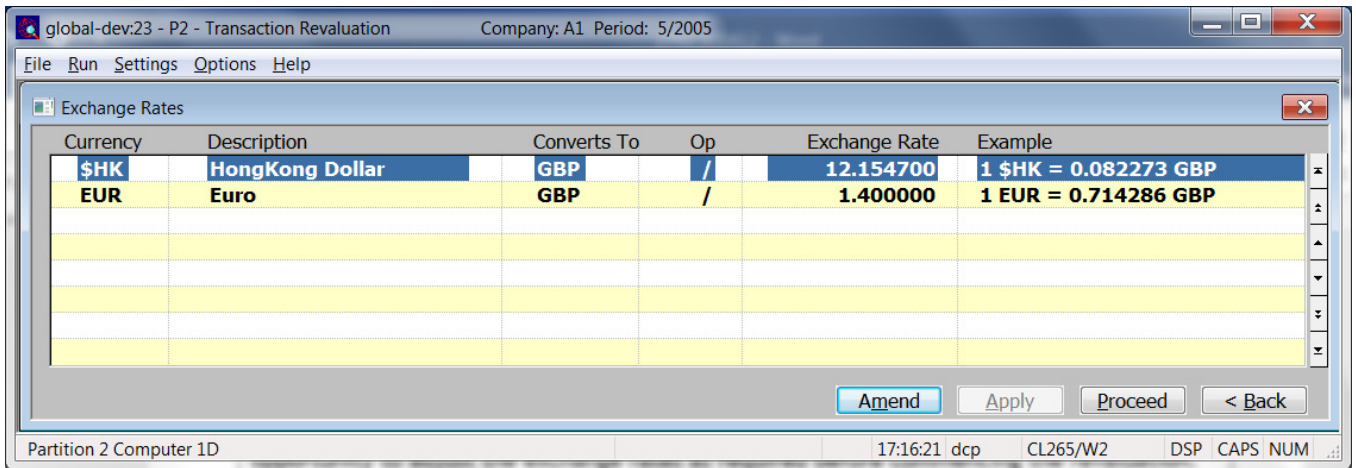 global-dev:23 - P2 - Transaction Revaluation Company: A1 Period: 5/2005
File Run Settings Options Help
Exchange Rates
Currency Description Converts To Op Exchange Rate Example
$HK HongKong Dollar GBP / 12.154700 1 $HK = 0.082273 GBP
EUR Euro GBP / 1.400000 1 EUR = 0.714286 GBP
Amend Apply Proceed < Back
Partition 2 Computer 1D 17:16:21 dcp CL265/W2 DSP CAPS NUM